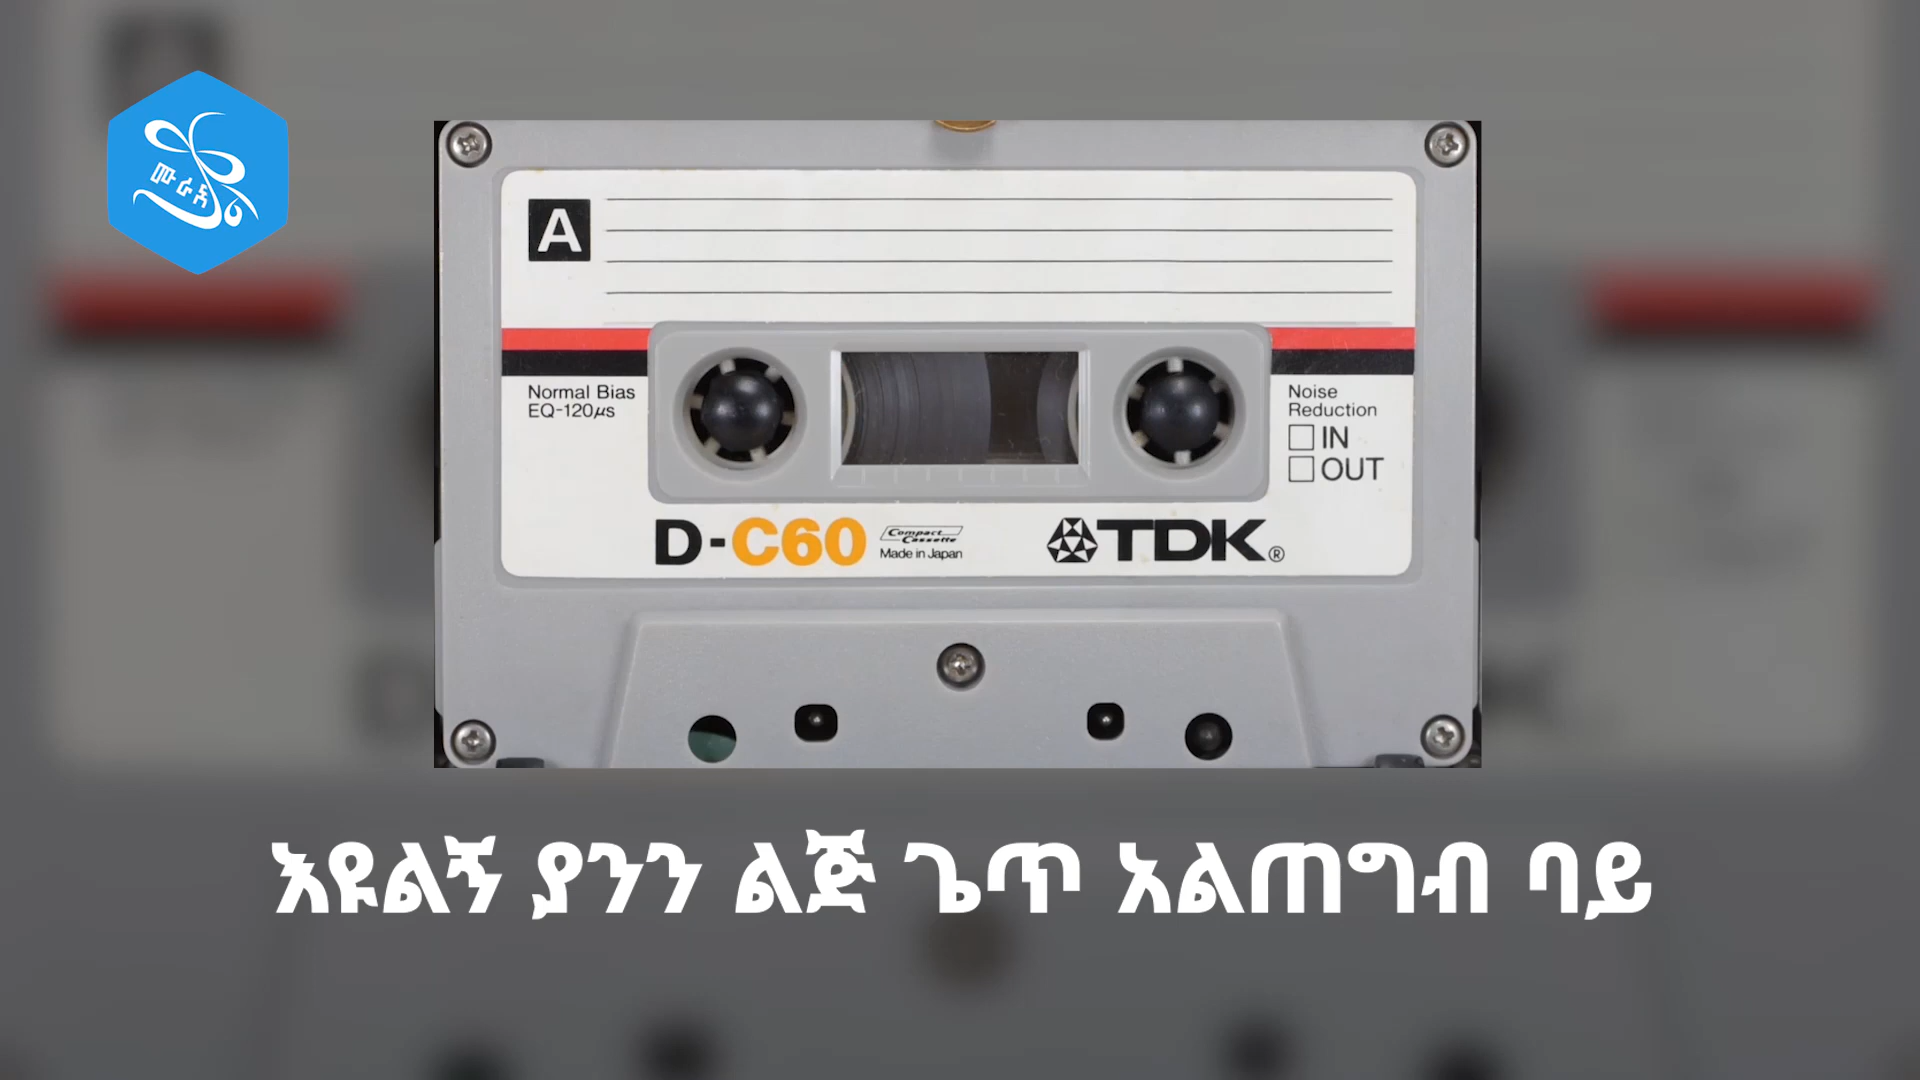 ሙራኧ
A
Normal Bias
EQ-120µs
Noise
Reduction
IN
OUT
D-C60
Compact
Cassette
Made in Japan
TDK®
እዩልኝ ያንን ልጅ ጌጥ አልጠግብ ባይ